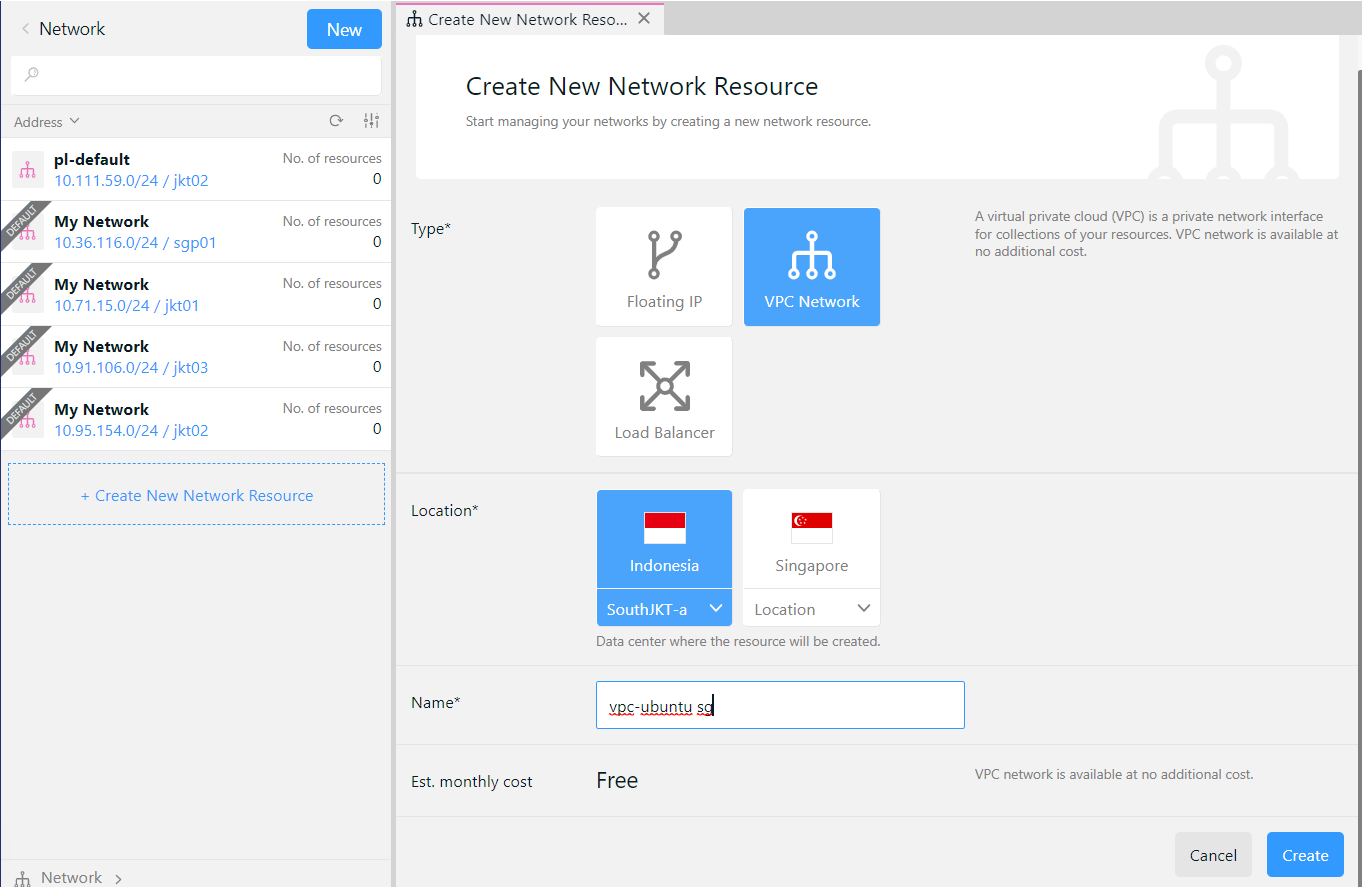 Network
New
Address
pl-default
No. of resources
10.111.59.0/24 / jkt02
0
DEFAULT
My Network
No. of resources
10.36.116.0/24 / sgp01
0
DEFAULT
My Network
No. of resources
10.71.15.0/24 / jkt01
0
DEFAULT
My Network
No. of resources
10.91.106.0/24 / jkt03
0
DEFAULT
My Network
No. of resources
10.95.154.0/24 / jkt02
0
+ Create New Network Resource
Network
Create New Network Reso...
Create New Network Resource
Start managing your networks by creating a new network resource.
Type*
Floating IP
VPC Network
Load Balancer
A virtual private cloud (VPC) is a private network interface
for collections of your resources. VPC network is available at
no additional cost.
Location*
Indonesia
SouthJKT-a
Singapore
Location
Data center where the resource will be created.
Name*
vpc-ubuntu sg
Est. monthly cost
Free
VPC network is available at no additional cost.
Cancel
Create